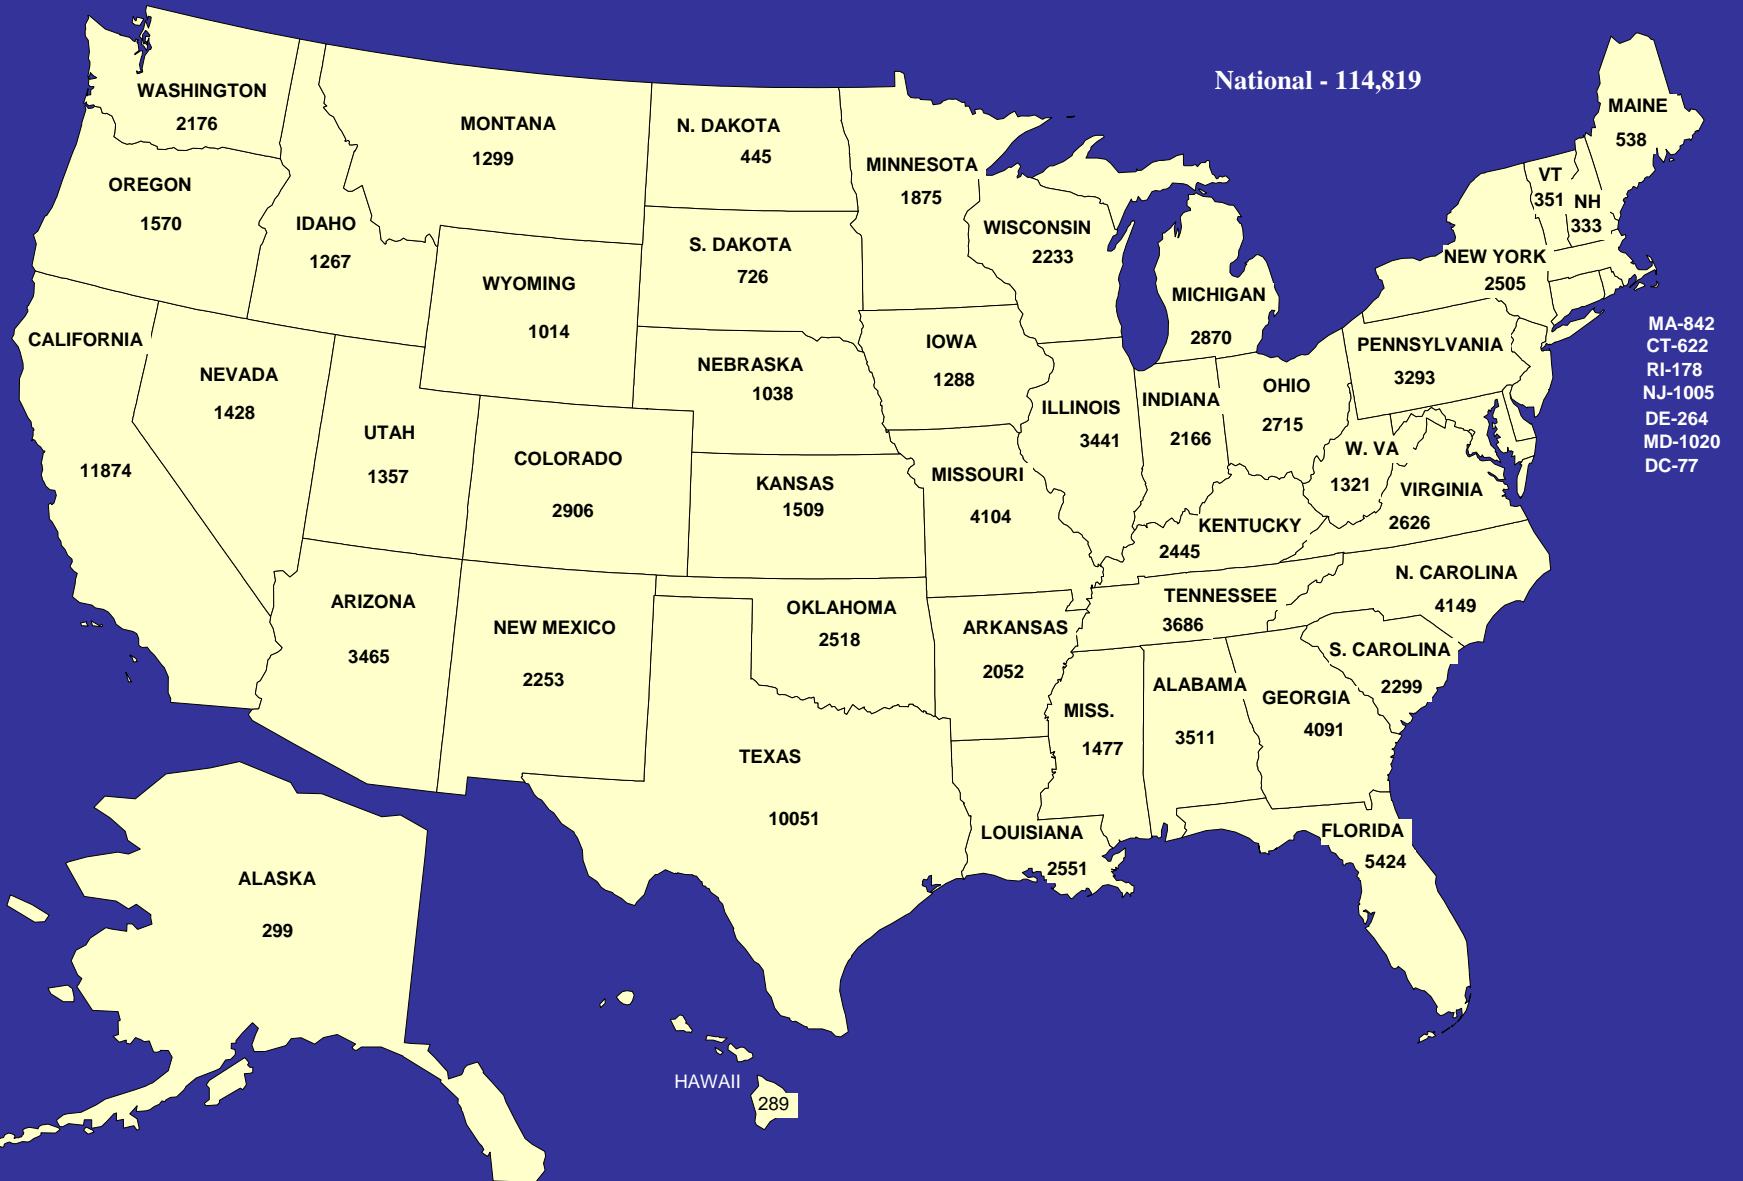 National - 114,819
WASHINGTON
2176
OREGON
1570
CALIFORNIA
11874
NEVADA
1428
IDAHO
1267
MONTANA
1299
WYOMING
1014
UTAH
1357
COLORADO
2906
ARIZONA
3465
NEW MEXICO
2253
N. DAKOTA
445
S. DAKOTA
726
NEBRASKA
1038
KANSAS
1509
OKLAHOMA
2518
TEXAS
10051
MINNESOTA
1875
IOWA
1288
MISSOURI
4104
ARKANSAS
2052
LOUISIANA
2551
WISCONSIN
2233
ILLINOIS
3441
MICHIGAN
2870
INDIANA
2166
OHIO
2715
KENTUCKY
2445
TENNESSEE
3686
MISS.
1477
ALABAMA
3511
GEORGIA
4091
FLORIDA
5424
S. CAROLINA
2299
N. CAROLINA
4149
VIRGINIA
2626
W. VA
1321
PENNSYLVANIA
3293
NEW YORK
2505
VT
351
NH
333
MAINE
538
MA-842
CT-622
RI-178
NJ-1005
DE-264
MD-1020
DC-77
ALASKA
299
HAWAII
289